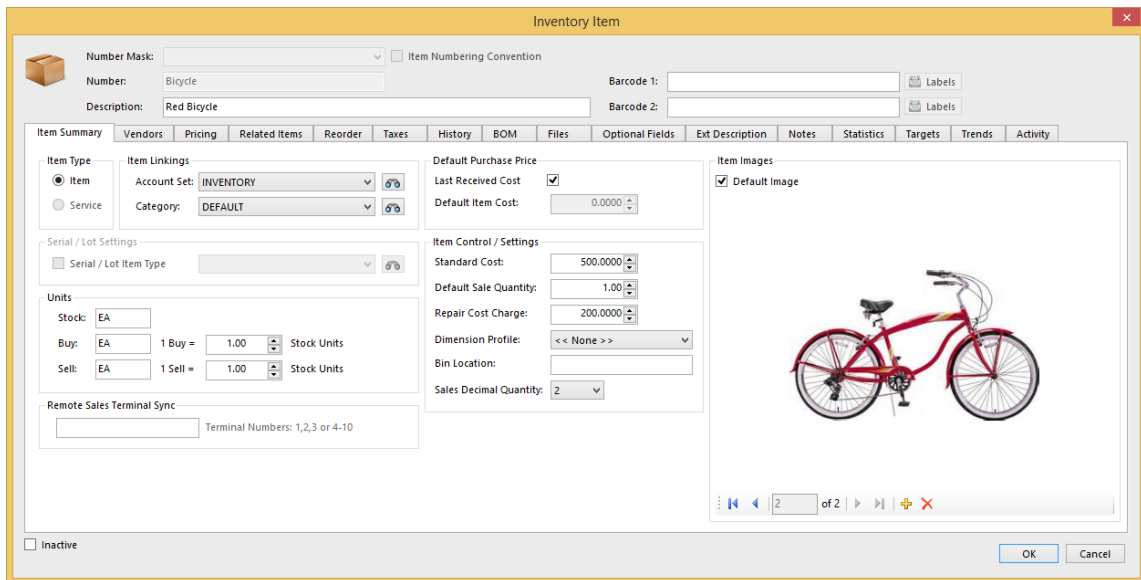 Inventory Item
Number Mask: Item Numbering Convention
Number: Bicycle Barcode 1: Labels
Description: Red Bicycle Barcode 2: Labels
Item Summary Vendors Pricing Related Items Reorder Taxes History BOM Files Optional Fields Ext Description Notes Statistics Targets Trends Activity
Item Type
Item
Service
Item Linkings
Account Set: INVENTORY
Category: DEFAULT
Serial / Lot Settings
Serial / Lot Item Type
Units
Stock: EA
Buy: EA 1 Buy = 1.00 Stock Units
Sell: EA 1 Sell = 1.00 Stock Units
Remote Sales Terminal Sync
Terminal Numbers: 1,2,3 or 4-10
Default Purchase Price
Last Received Cost
Default Item Cost: 0.0000
Item Control / Settings
Standard Cost: 500.0000
Default Sale Quantity: 1.00
Repair Cost Charge: 200.0000
Dimension Profile: << None >>
Bin Location:
Sales Decimal Quantity: 2
Item Images
Default Image
2 of 2
Inactive
OK Cancel